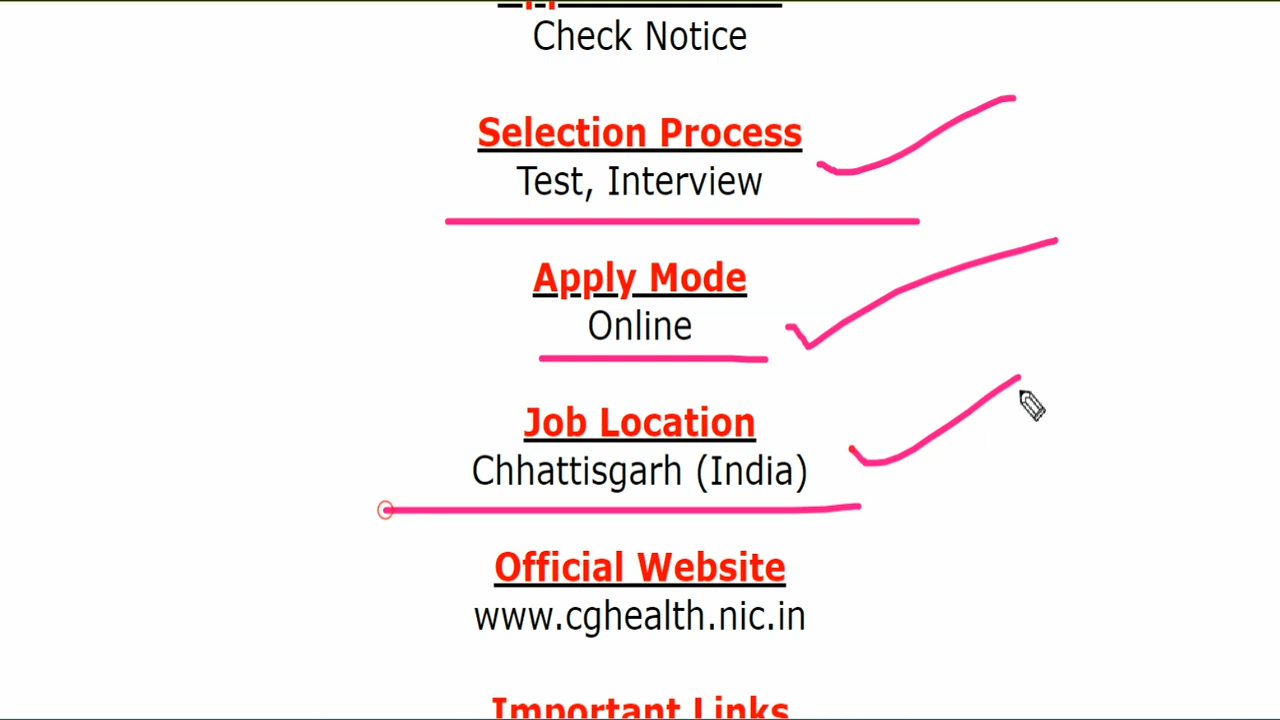 Check Notice
Selection Process
Test, Interview
Apply Mode
Online
Job Location
Chhattisgarh (India)
Official Website
www.cghealth.nic.in
Important Links